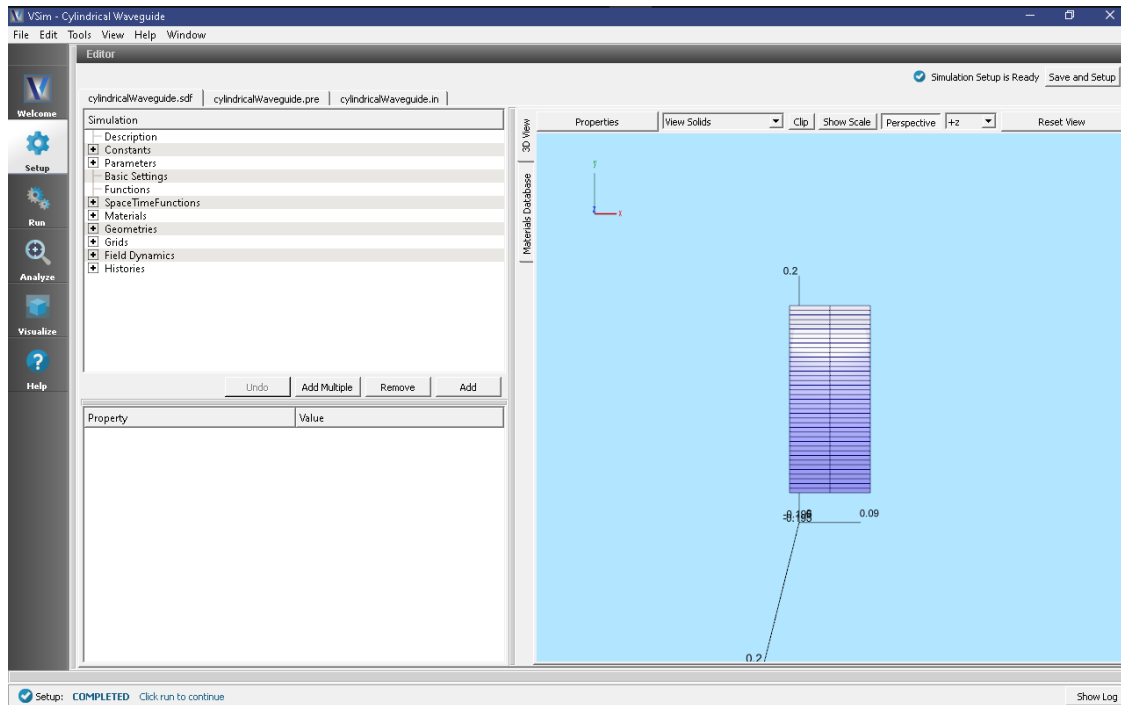 VSim - Cylindrical Waveguide
File Edit Tools View Help Window
Editor
Simulation Setup is Ready Save and Setup
Welcome
Setup
Run
Analyze
Visualize
Help
cylindricalWaveguide.sdf cylindricalWaveguide.pre cylindricalWaveguide.in
Simulation
Description
Constants
Parameters
Basic Settings
Functions
SpaceTimeFunctions
Materials
Geometries
Grids
Field Dynamics
Histories
Undo Add Multiple Remove Add
Property Value
3D View
Materials Database
Properties View Solids Clip Show Scale Perspective +z Reset View
Y
Z X
0.2
0.09
0.2
Setup: COMPLETED Click run to continue
Show Log